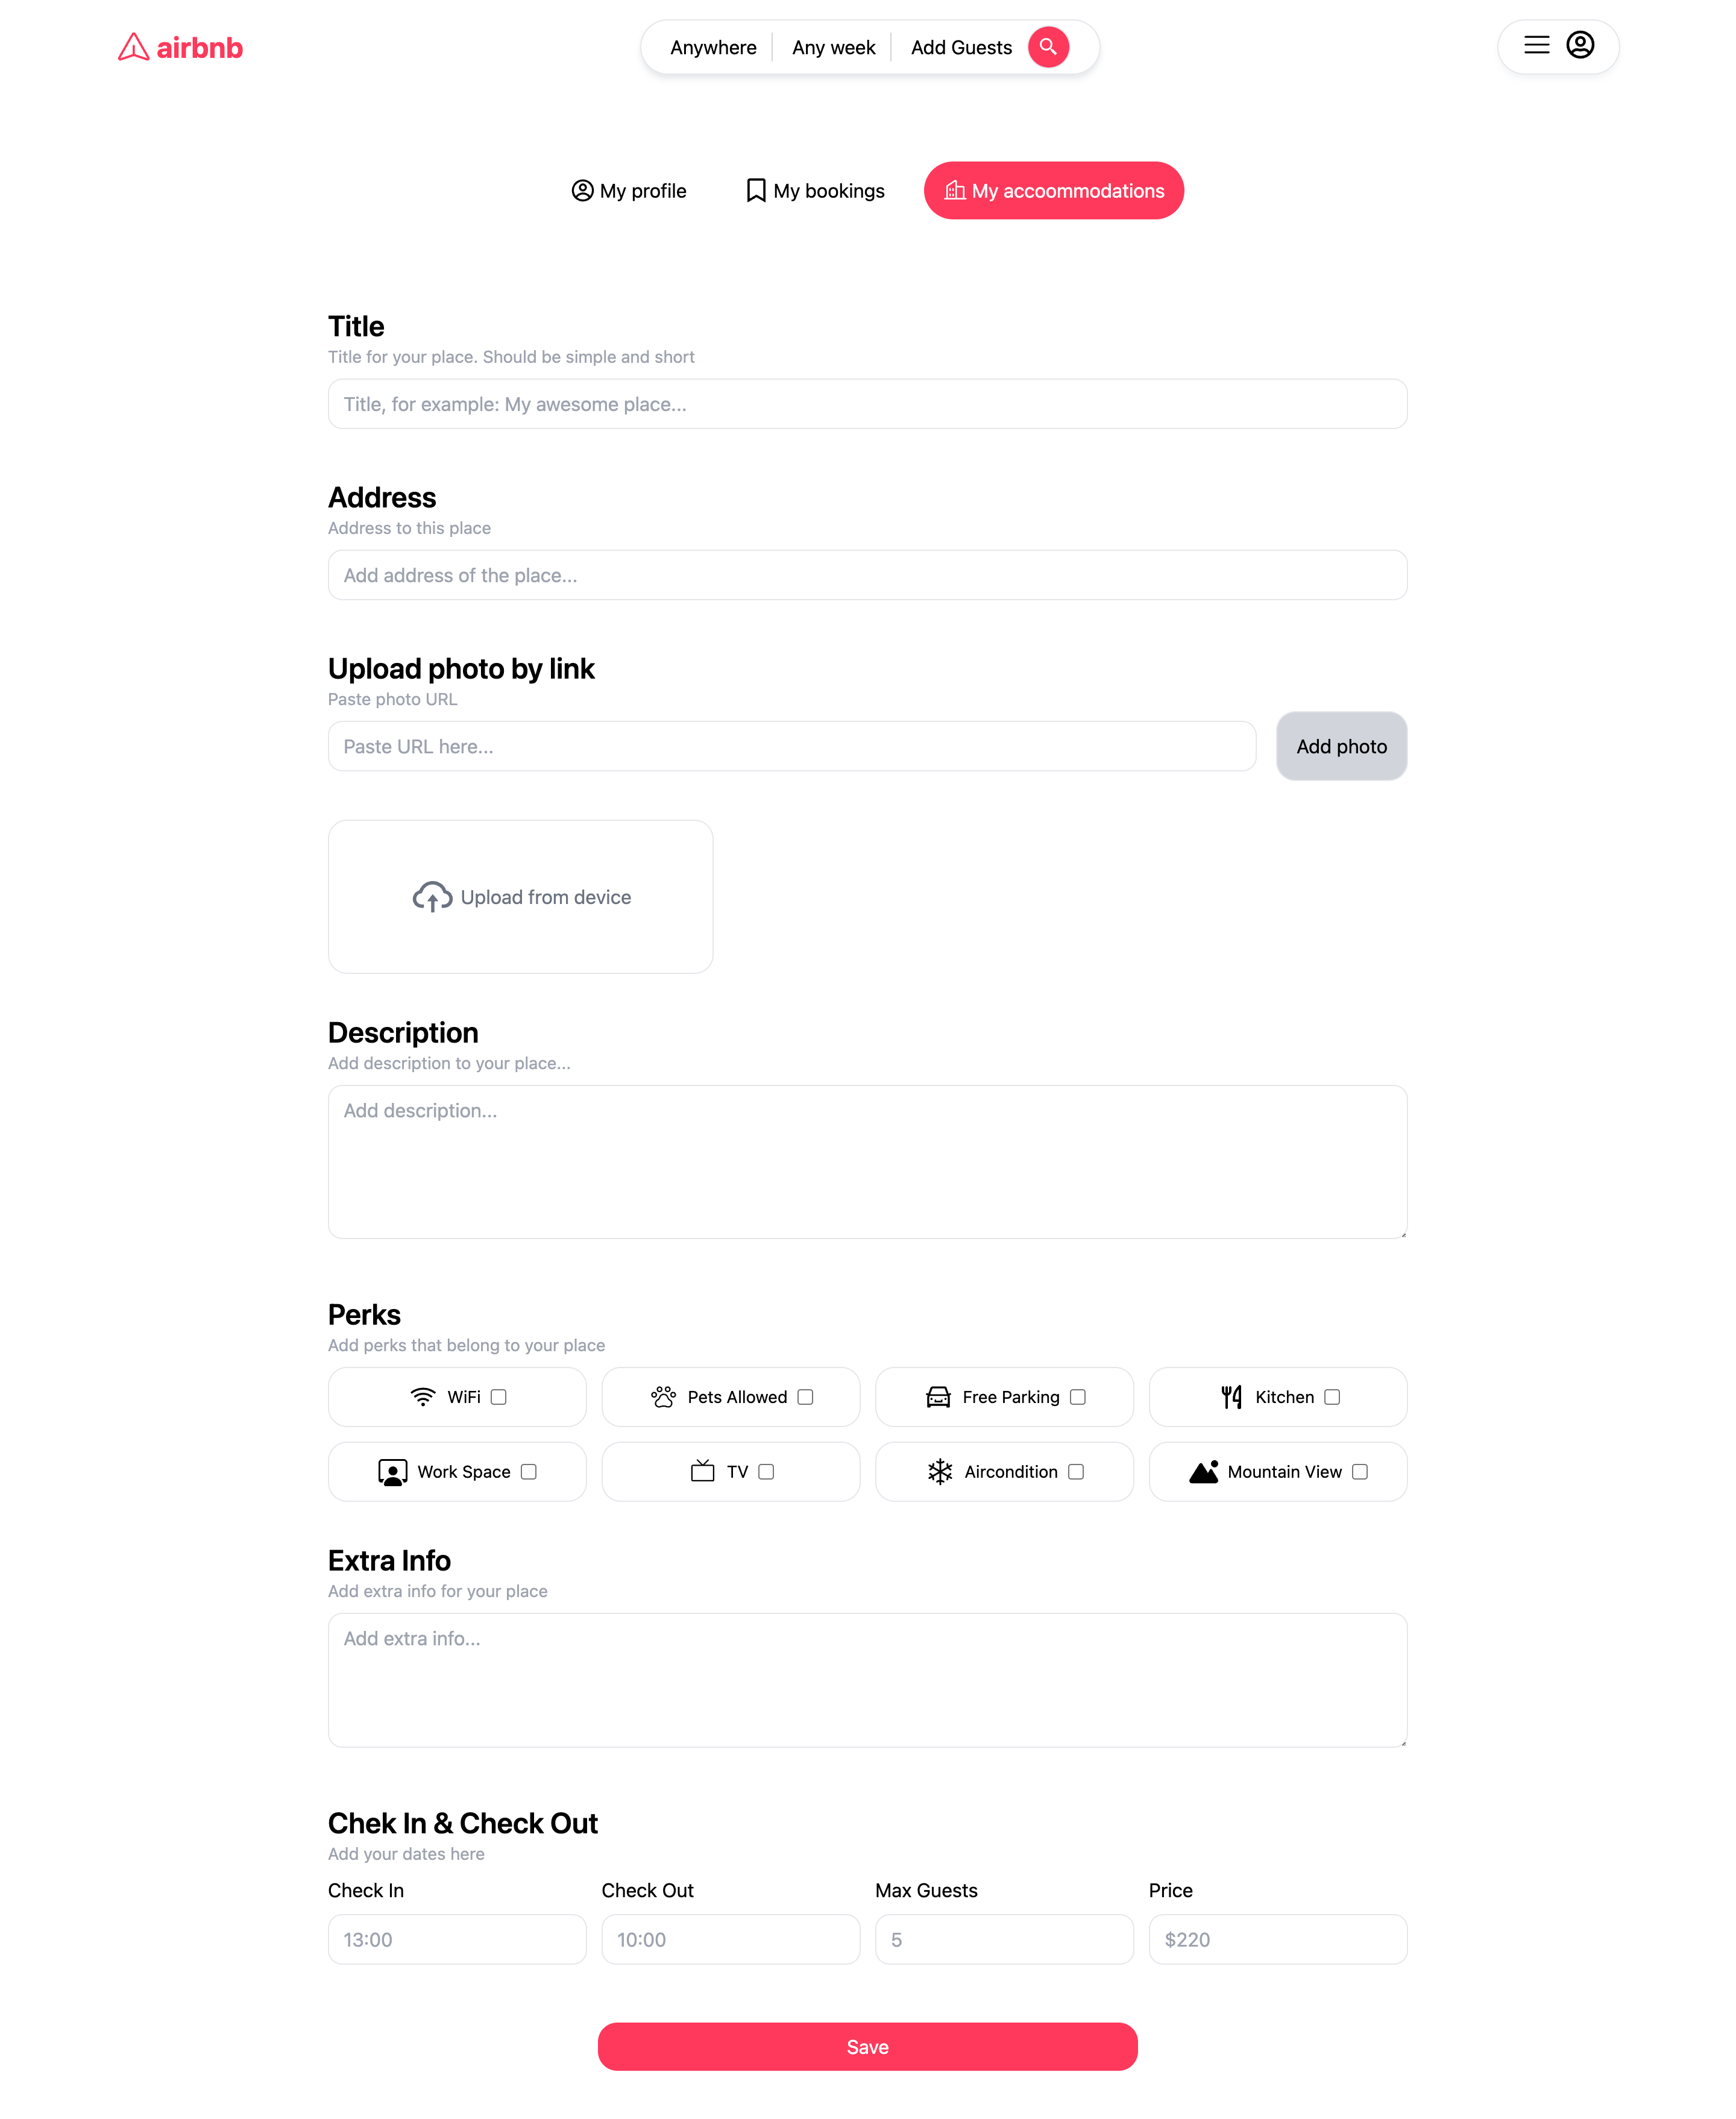 airbnb
Anywhere Any week Add Guests
My profile My bookings My accoommodations
Title
Title for your place. Should be simple and short
Title, for example: My awesome place...
Address
Address to this place
Add address of the place...
Upload photo by link
Paste photo URL
Paste URL here... Add photo
Upload from device
Description
Add description to your place...
Add description...
Perks
Add perks that belong to your place
WiFi Pets Allowed Free Parking Kitchen
Work Space TV Aircondition Mountain View
Extra Info
Add extra info for your place
Add extra info...
Chek In & Check Out
Add your dates here
Check In Check Out Max Guests Price
13:00 10:00 5 $220
Save